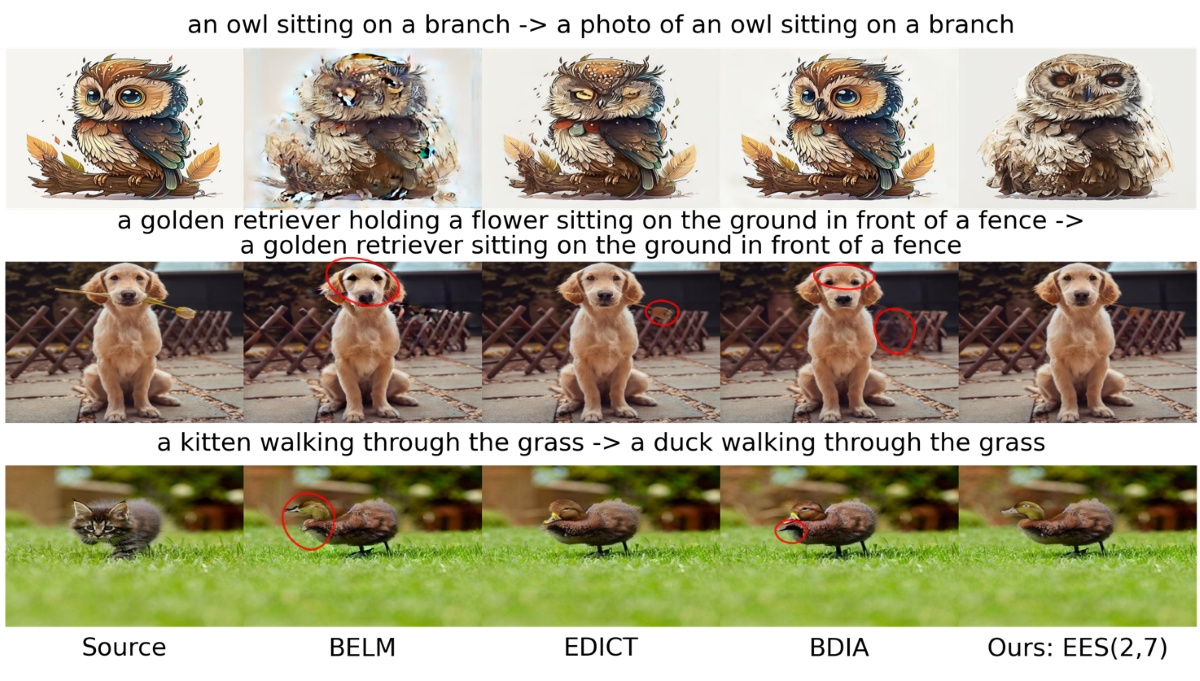 an owl sitting on a branch -> a photo of an owl sitting on a branch
a golden retriever holding a flower sitting on the ground in front of a fence ->
a golden retriever sitting on the ground in front of a fence
a kitten walking through the grass -> a duck walking through the grass
Source BELM EDICT BDIA Ours: EES(2,7)